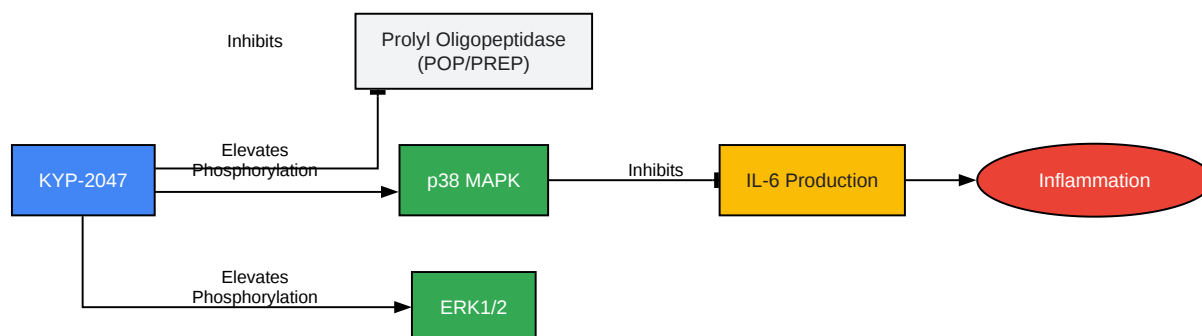 Inhibits
Prolyl Oligopeptidase
(POP/PREP)
KYP-2047
Elevates
Phosphorylation
p38 MAPK
Inhibits
IL-6 Production
Inflammation
Elevates
Phosphorylation
ERK1/2